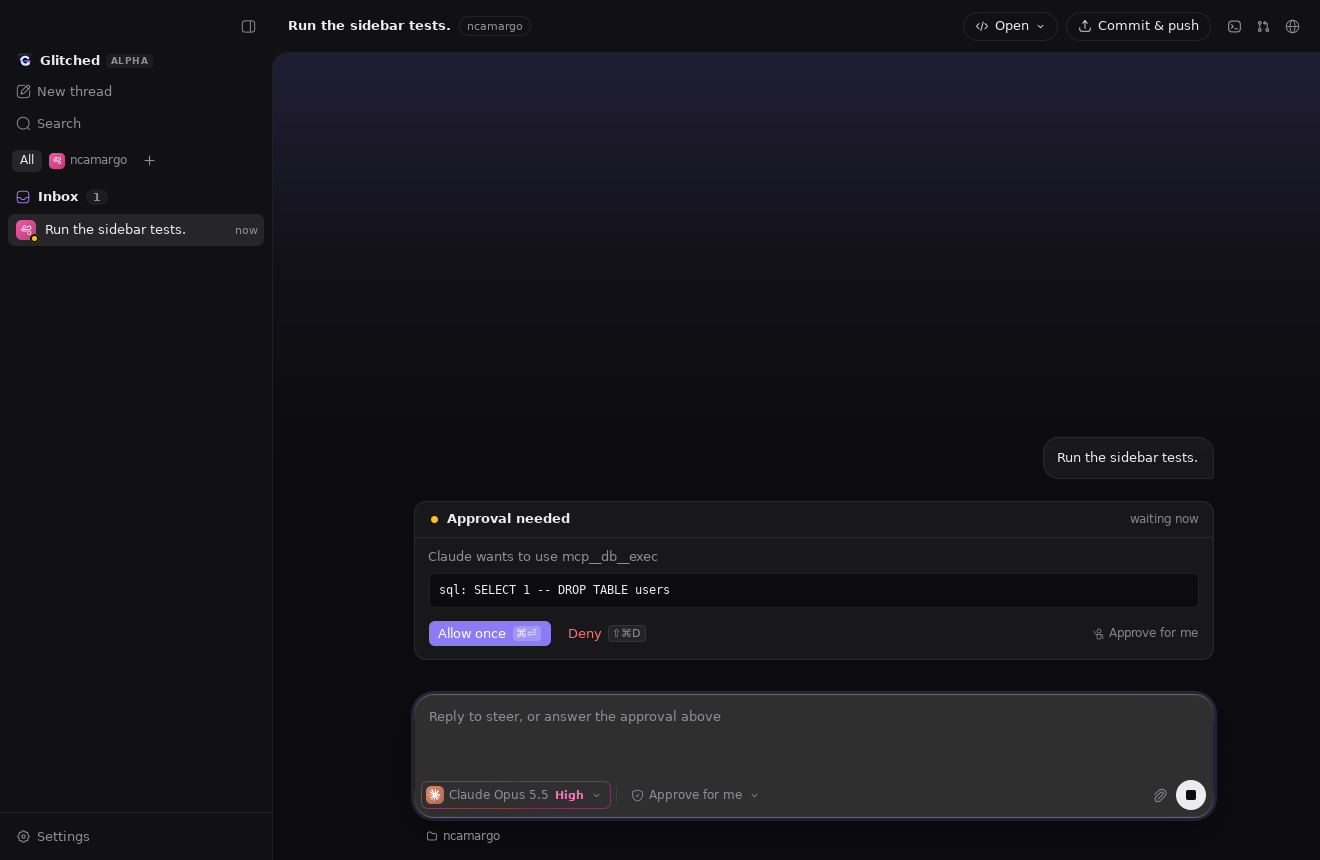 Run the sidebar tests. ncamargo
Open
Commit & push
Glitched ALPHA
New thread
Search
All ncamargo
Inbox 1
Run the sidebar tests. now
Run the sidebar tests.
Approval needed
waiting now
Claude wants to use mcp__db__exec
sql: SELECT 1 -- DROP TABLE users
Allow once ⌘⏎ Deny ⇧⌘D
Approve for me
Reply to steer, or answer the approval above
Claude Opus 5.5 High
Approve for me
ncamargo
Settings